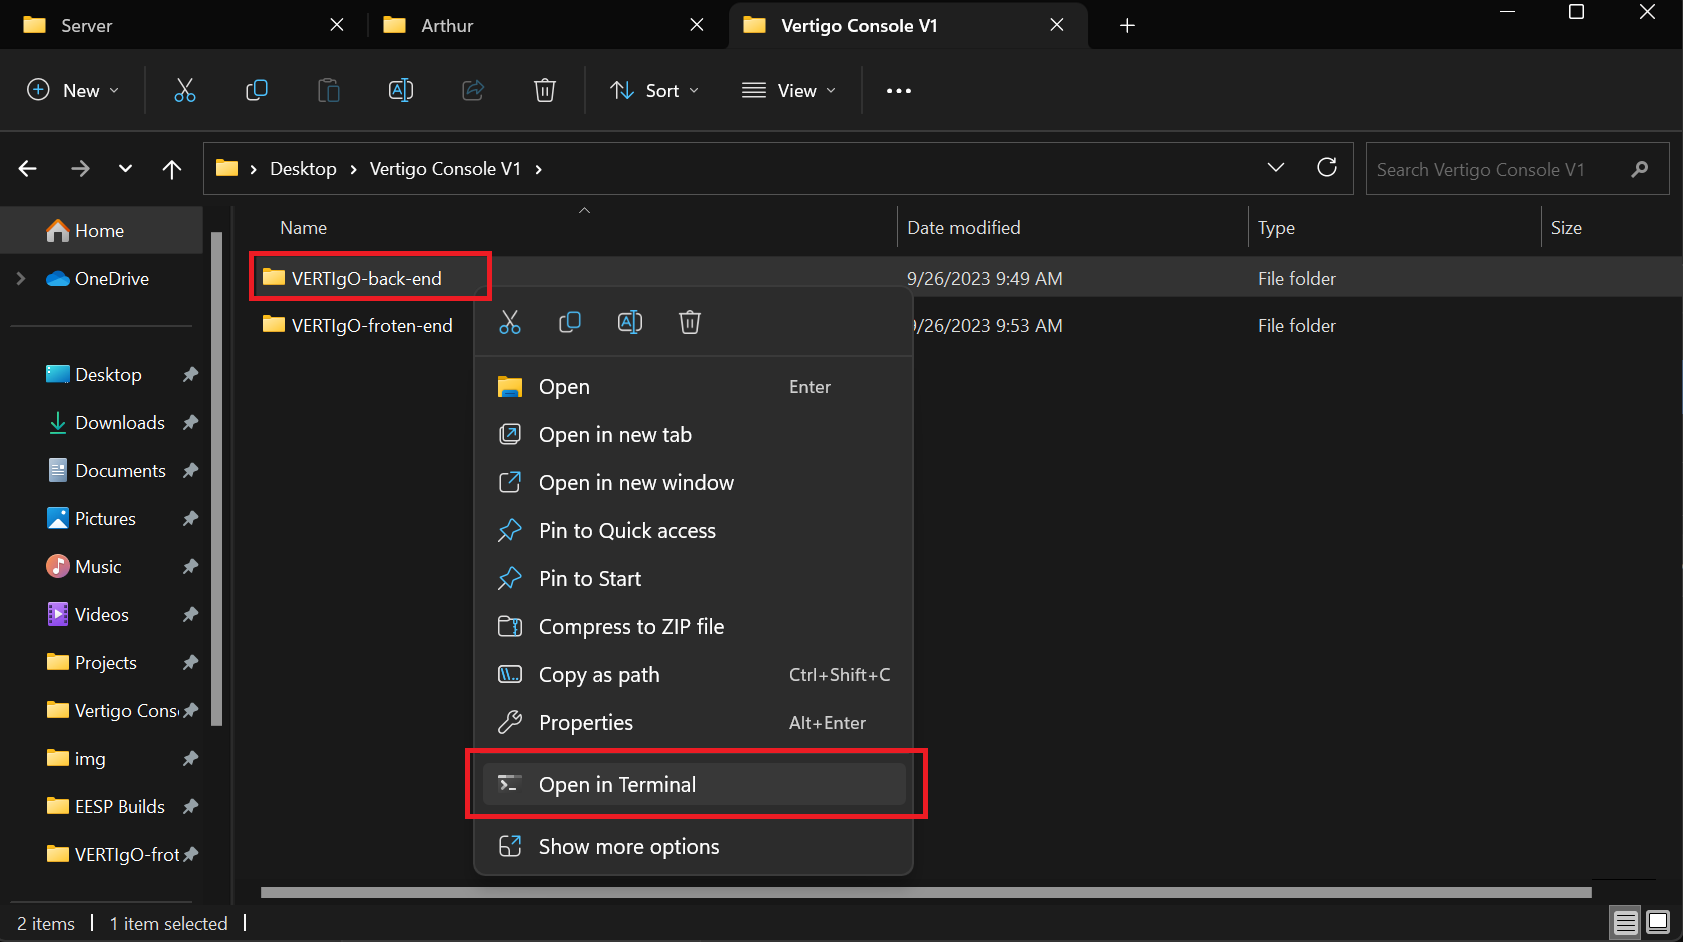 Server
Arthur
Vertigo Console V1
New
Sort
View
Desktop
Vertigo Console V1
Search Vertigo Console V1
Home
OneDrive
Desktop
Downloads
Documents
Pictures
Music
Videos
Projects
Vertigo Cons
img
EESP Builds
VERTIgO-frot
Name
Date modified
Type
Size
VERTIgO-back-end
9/26/2023 9:49 AM
File folder
VERTIgO-froten-end
9/26/2023 9:53 AM
File folder
Open
Enter
Open in new tab
Open in new window
Pin to Quick access
Pin to Start
Compress to ZIP file
Copy as path
Ctrl+Shift+C
Properties
Alt+Enter
Open in Terminal
Show more options
2 items
1 item selected